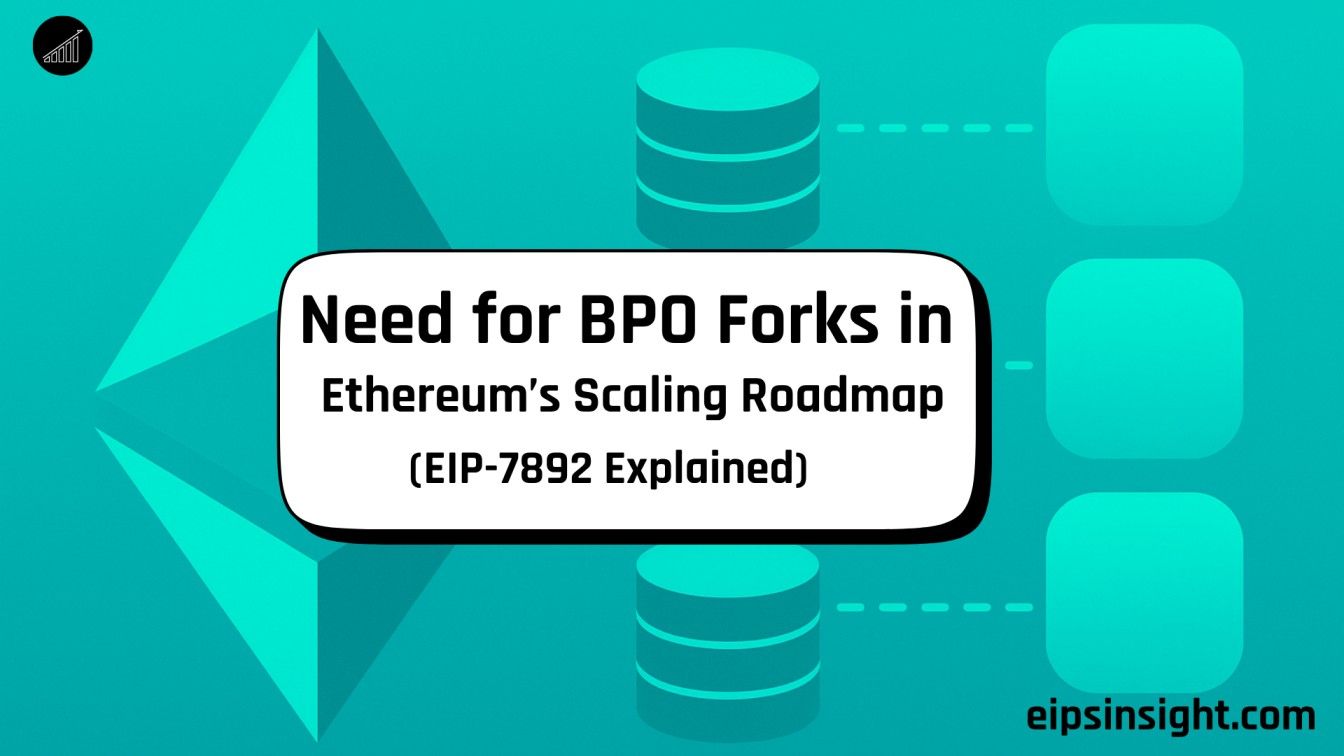 Need for BPO Forks in
Ethereum’s Scaling Roadmap
(EIP-7892 Explained)
eipsinsight.com